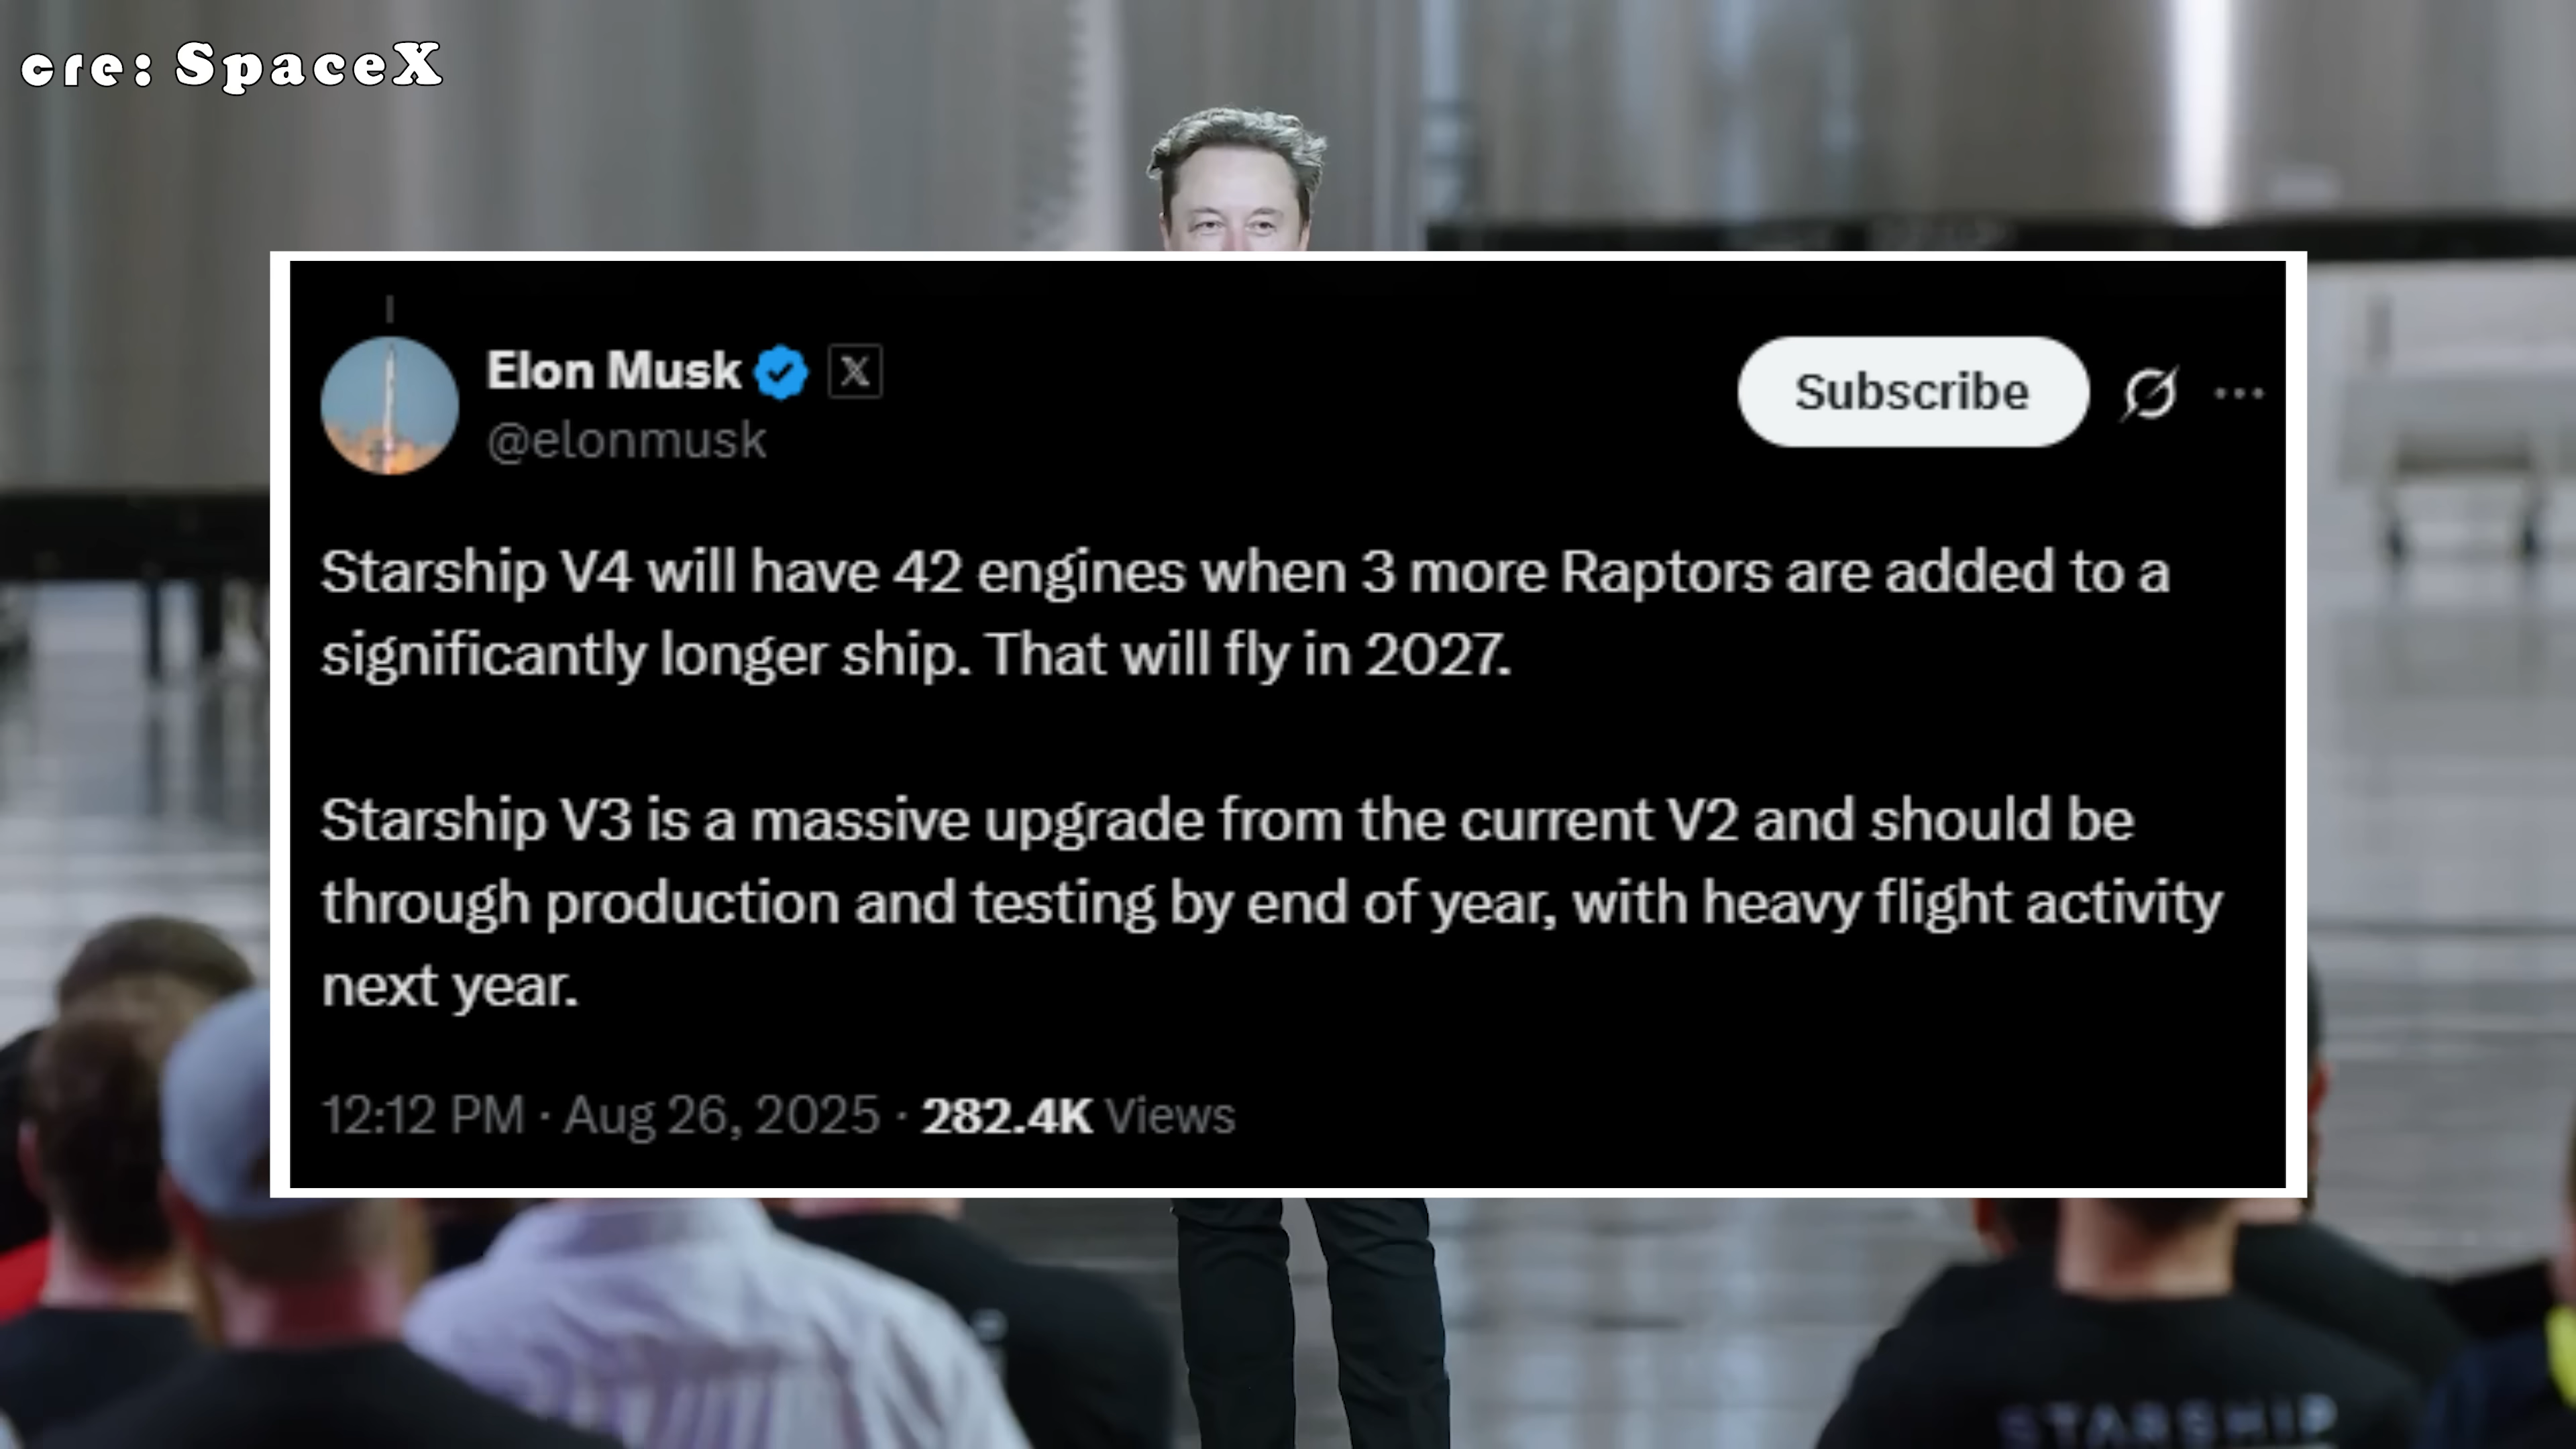 cre: SpaceX
Elon Musk
@elonmusk
Subscribe
Starship V4 will have 42 engines when 3 more Raptors are added to a
significantly longer ship. That will fly in 2027.
Starship V3 is a massive upgrade from the current V2 and should be
through production and testing by end of year, with heavy flight activity
next year.
12:12 PM · Aug 26, 2025 · 282.4K Views
STARSHIP